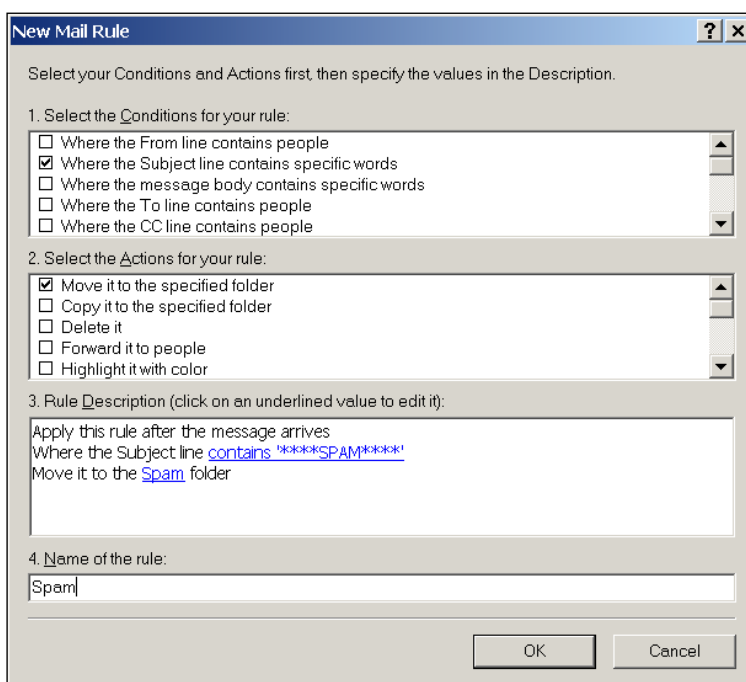 New Mail Rule
Select your Conditions and Actions first, then specify the values in the Description.
1. Select the Conditions for your rule:
Where the From line contains people
Where the Subject line contains specific words
Where the message body contains specific words
Where the To line contains people
Where the CC line contains people
2. Select the Actions for your rule:
Move it to the specified folder
Copy it to the specified folder
Delete it
Forward it to people
Highlight it with color
3. Rule Description (click on an underlined value to edit it):
Apply this rule after the message arrives
Where the Subject line contains '****SPAM****'
Move it to the Spam folder
4. Name of the rule:
Spam
OK Cancel